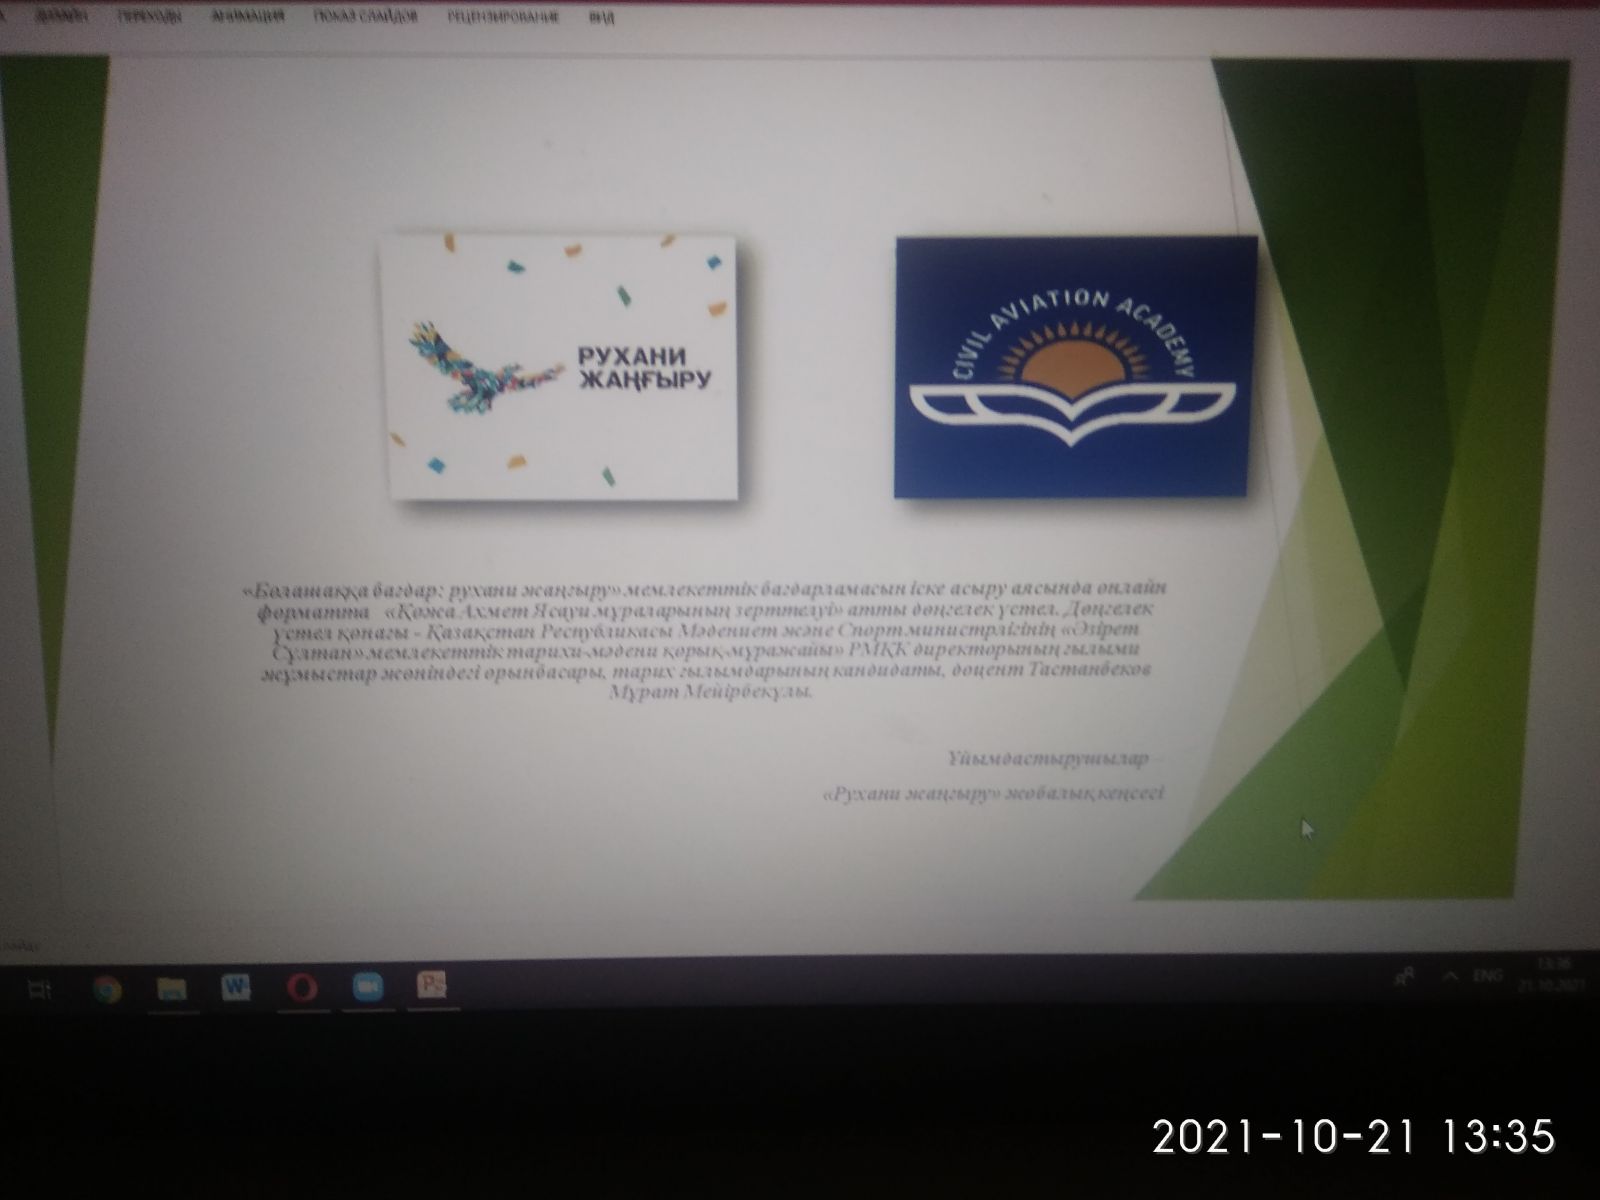 ДИЗАЙН ПЕРЕХОДЫ АНИМАЦИЯ ПОКАЗ СЛАЙДОВ РЕЦЕНЗИРОВАНИЕ ВИД
РУХАНИ
ЖАҢҒЫРУ
CIVIL AVIATION ACADEMY
«Болашаққа бағдар: рухани жаңғыру» мемлекеттік бағдарламасын іске асыру аясында онлайн
форматта «Қожа Ахмет Ясауи мұраларының зерттелуі» атты дөңгелек үстел. Дөңгелек
үстел қонағы - Қазақстан Республикасы Мәдениет және Спорт министрлігінің «Әзірет
Сұлтан» мемлекеттік тарихи-мәдени қорық-мұражайы» РМҚК директорының ғылыми
жұмыстар жөніндегі орынбасары, тарих ғылымдарының кандидаты, доцент Тастанбеков
Мұрат Мейірбекұлы.
Ұйымдастырушылар –
«Рухани жаңғыру» жобалық кеңсесі
ENG
13:36
21.10.2021
2021-10-21 13:35